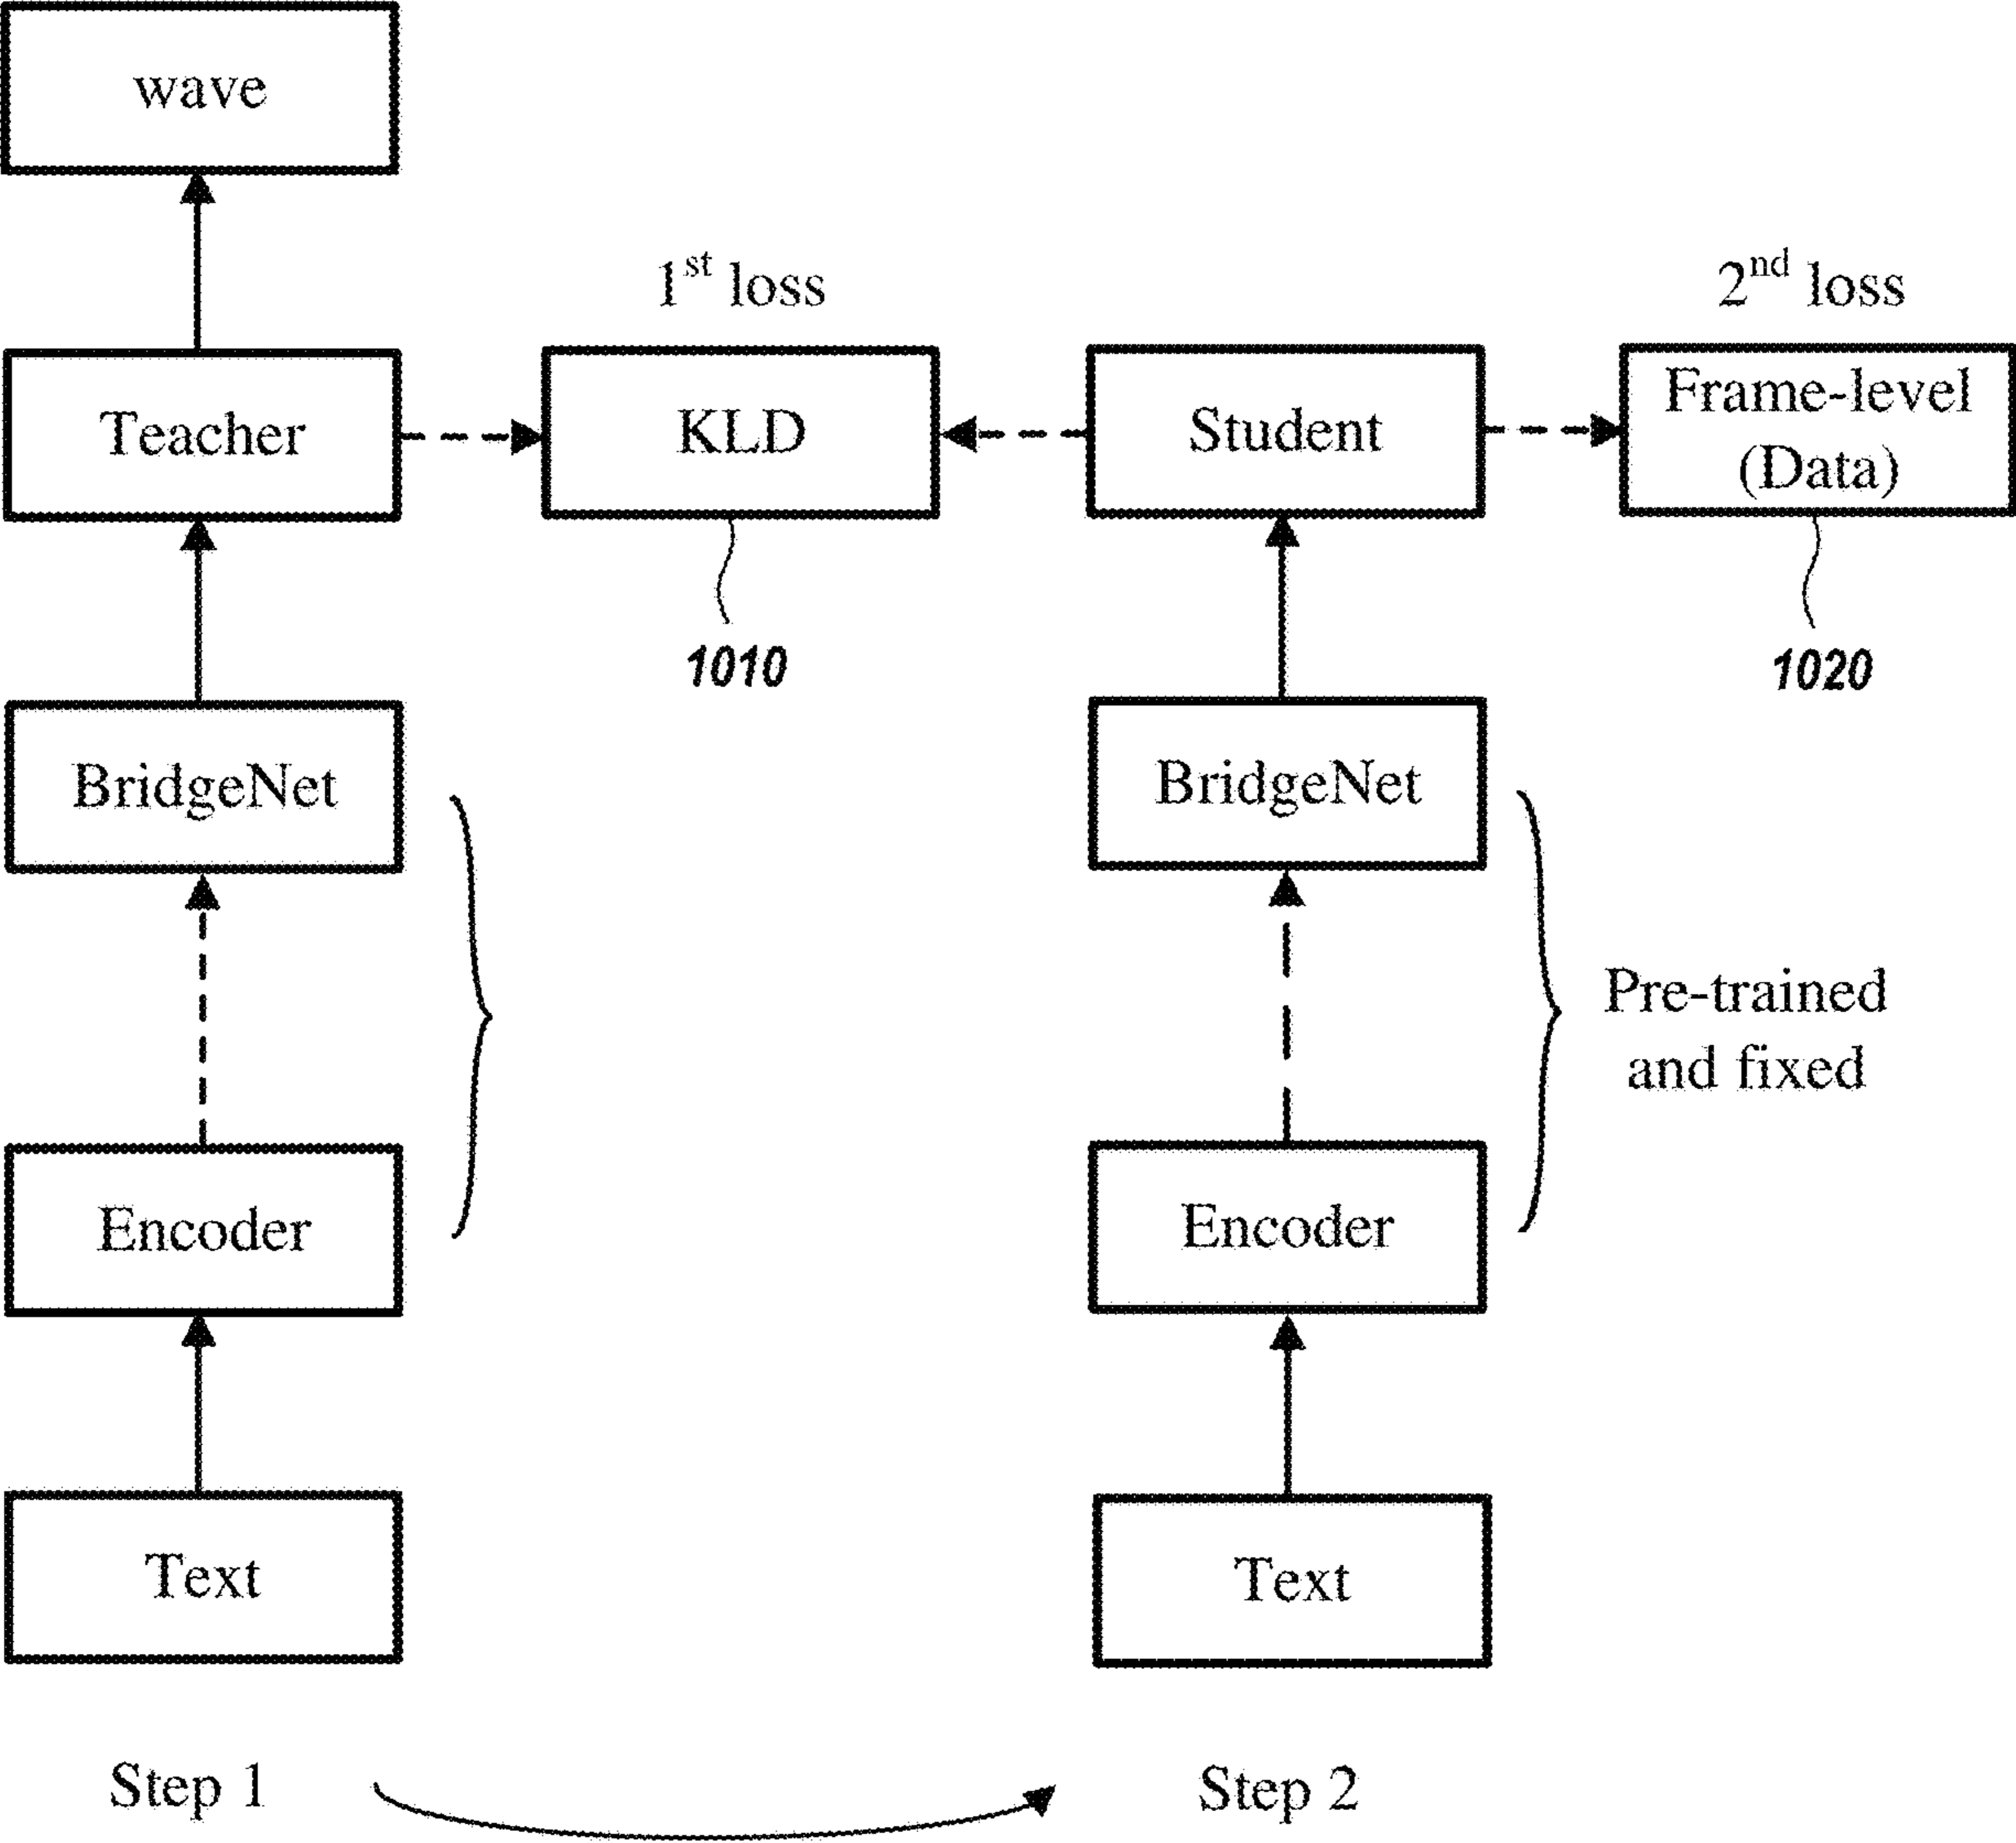 wave
1st loss
2nd loss
Teacher
KLD
Student
Frame-level
(Data)
1010
1020
BridgeNet
BridgeNet
Pre-trained
and fixed
Encoder
Encoder
Text
Text
Step 1
Step 2